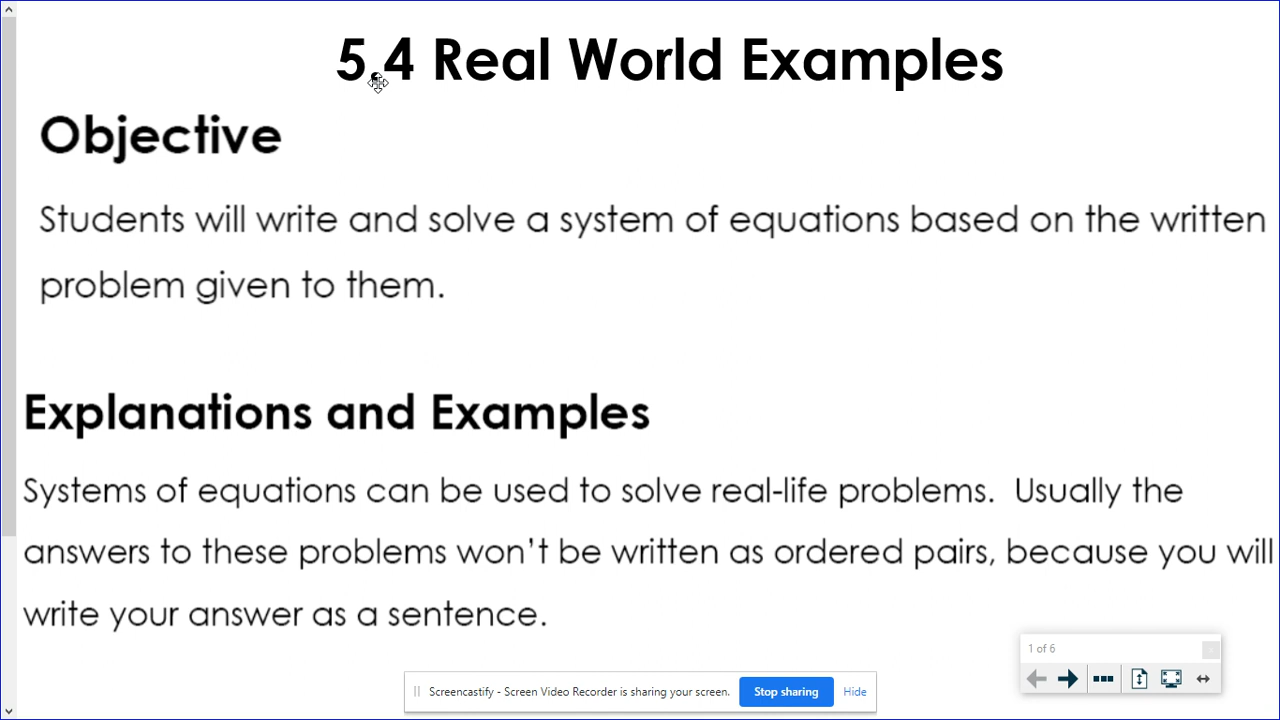 5.4 Real World Examples
Objective
Students will write and solve a system of equations based on the written
problem given to them.
Explanations and Examples
Systems of equations can be used to solve real-life problems.  Usually the
answers to these problems won't be written as ordered pairs, because you will
write your answer as a sentence.
1 of 6
Screencastify - Screen Video Recorder is sharing your screen.
Stop sharing
Hide